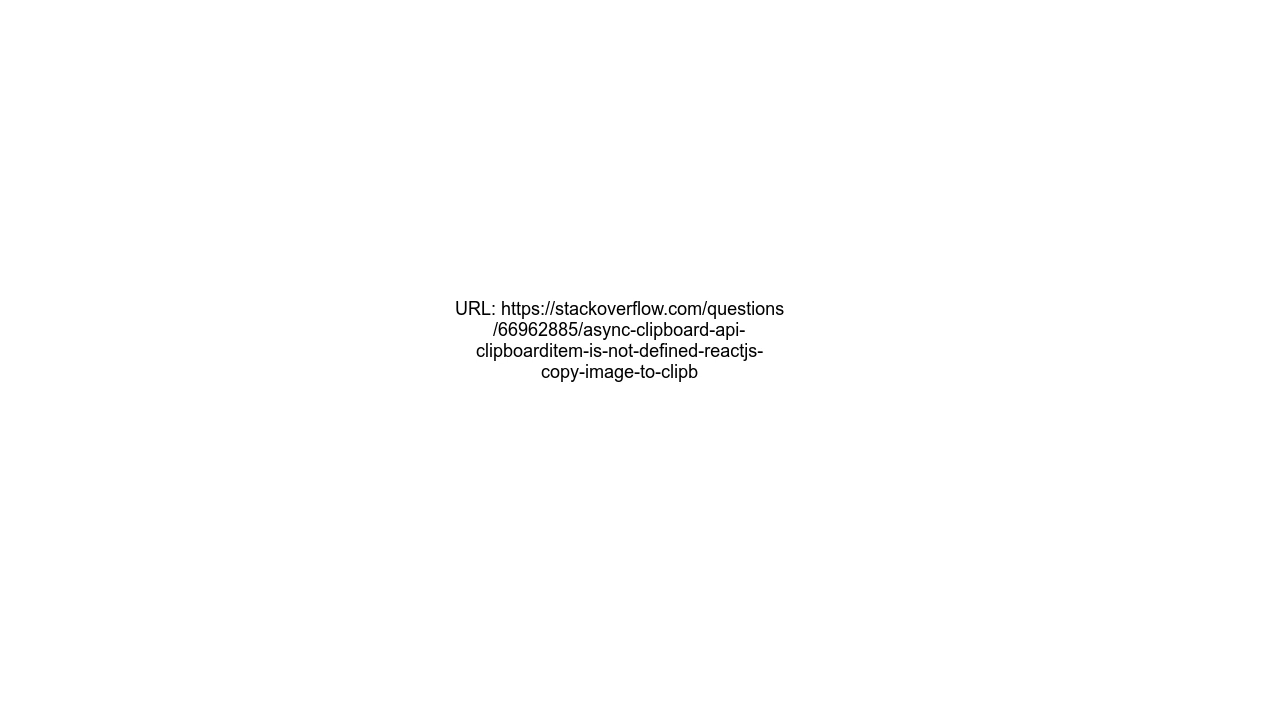 URL: https://stackoverflow.com/questions
/66962885/async-clipboard-api-
clipboarditem-is-not-defined-reactjs-
copy-image-to-clipb